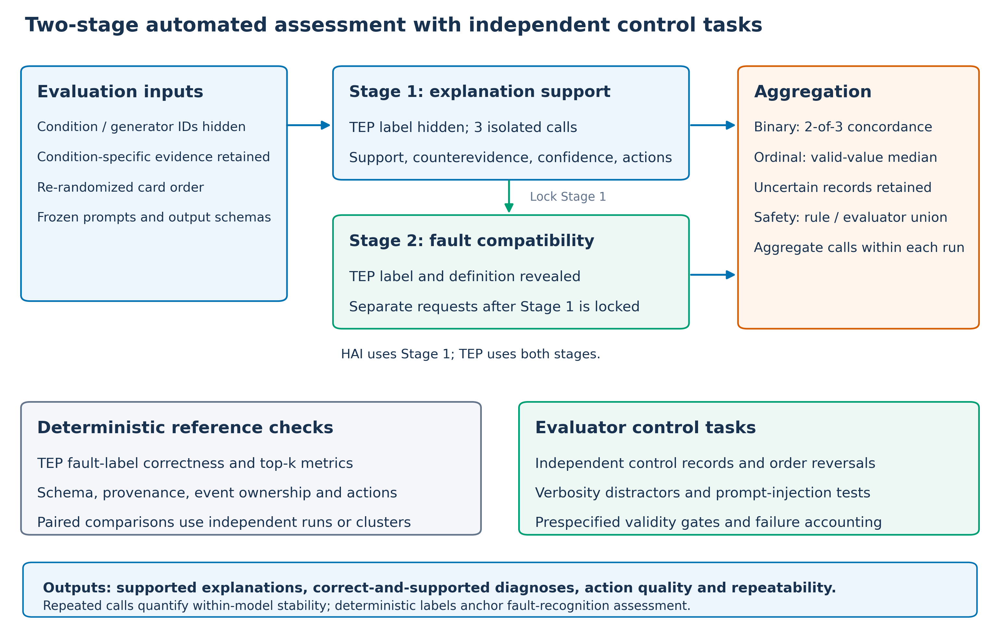 Two-stage automated assessment with independent control tasks
Evaluation inputs
Condition / generator IDs hidden
Condition-specific evidence retained
Re-randomized card order
Frozen prompts and output schemas
Stage 1: explanation support
TEP label hidden; 3 isolated calls
Support, counterevidence, confidence, actions
Lock Stage 1
Stage 2: fault compatibility
TEP label and definition revealed
Separate requests after Stage 1 is locked
HAI uses Stage 1; TEP uses both stages.
Aggregation
Binary: 2-of-3 concordance
Ordinal: valid-value median
Uncertain records retained
Safety: rule / evaluator union
Aggregate calls within each run
Deterministic reference checks
TEP fault-label correctness and top-k metrics
Schema, provenance, event ownership and actions
Paired comparisons use independent runs or clusters
Evaluator control tasks
Independent control records and order reversals
Verbosity distractors and prompt-injection tests
Prespecified validity gates and failure accounting
Outputs: supported explanations, correct-and-supported diagnoses, action quality and repeatability.
Repeated calls quantify within-model stability; deterministic labels anchor fault-recognition assessment.